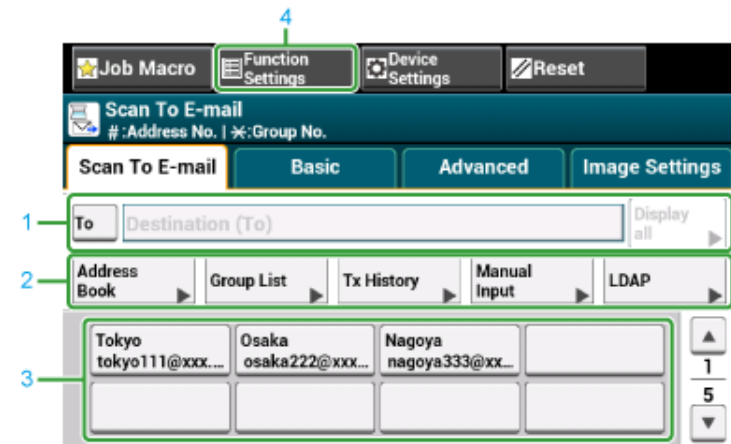 4
Job Macro
Function
Settings
Device
Settings
Reset
Scan To E-mail
#:Address No. | ⚹:Group No.
Scan To E-mail
Basic
Advanced
Image Settings
1
To
Destination (To)
Display
all
2
Address
Book
Group List
Tx History
Manual
Input
LDAP
3
Tokyo
tokyo111@xxx....
Osaka
osaka222@xxx...
Nagoya
nagoya333@xx...
1
5